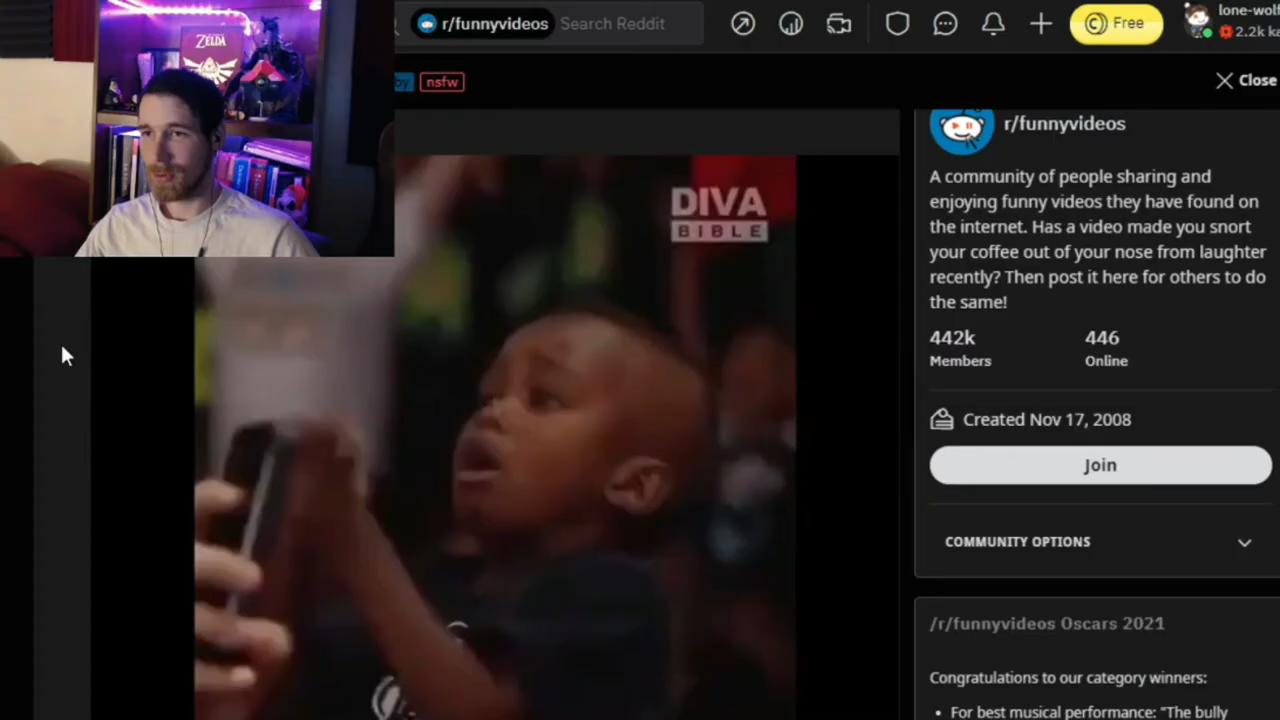 ZELDA
r/funnyvideos
Search Reddit
Free
lone-wolf
2.2k ka
by
nsfw
Close
r/funnyvideos
A community of people sharing and
enjoying funny videos they have found on
the internet. Has a video made you snort
your coffee out of your nose from laughter
recently? Then post it here for others to do
the same!
442k
446
Members
Online
Created Nov 17, 2008
Join
COMMUNITY OPTIONS
/r/funnyvideos Oscars 2021
Congratulations to our category winners:
• For best musical performance: "The bully
DIVA
BIBLE